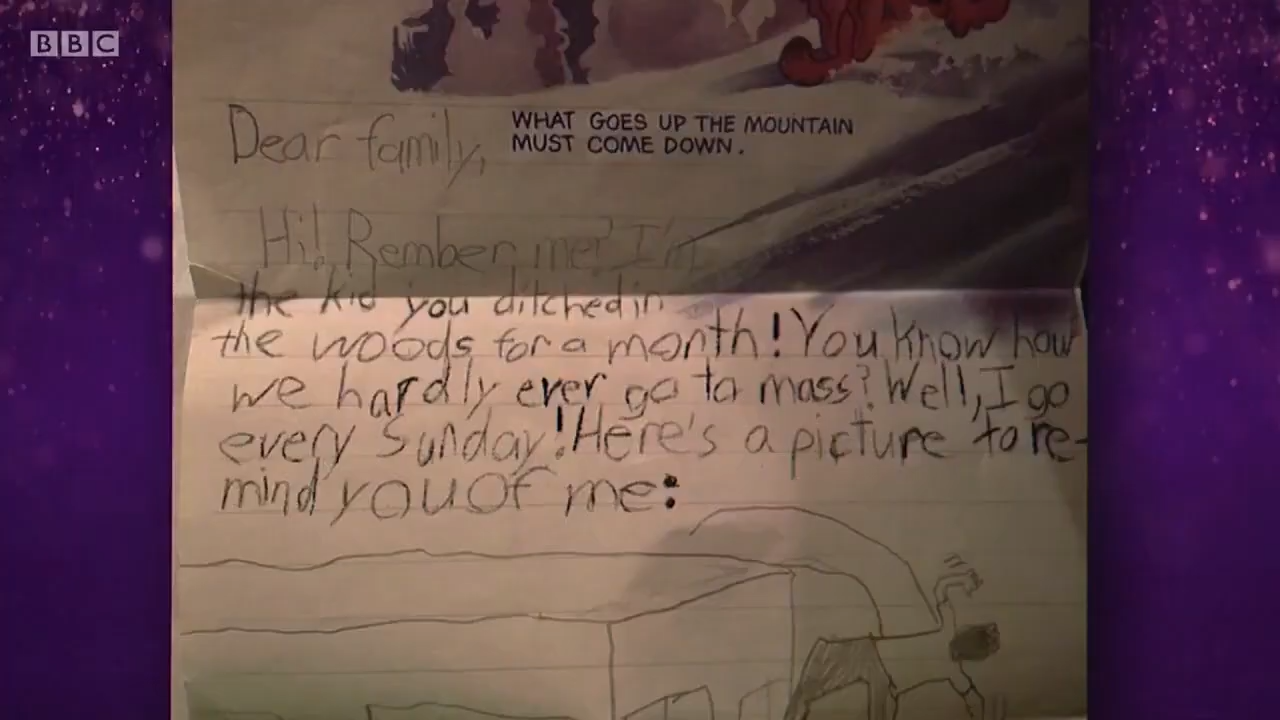 BBC
WHAT GOES UP THE MOUNTAIN
MUST COME DOWN.
Dear family,
Hi! Rember me? I'm
the kid you ditched in
the woods for a month! You know how
we hardly ever go to mass? Well, I go
every Sunday! Here's a picture to re-
mind you of me: